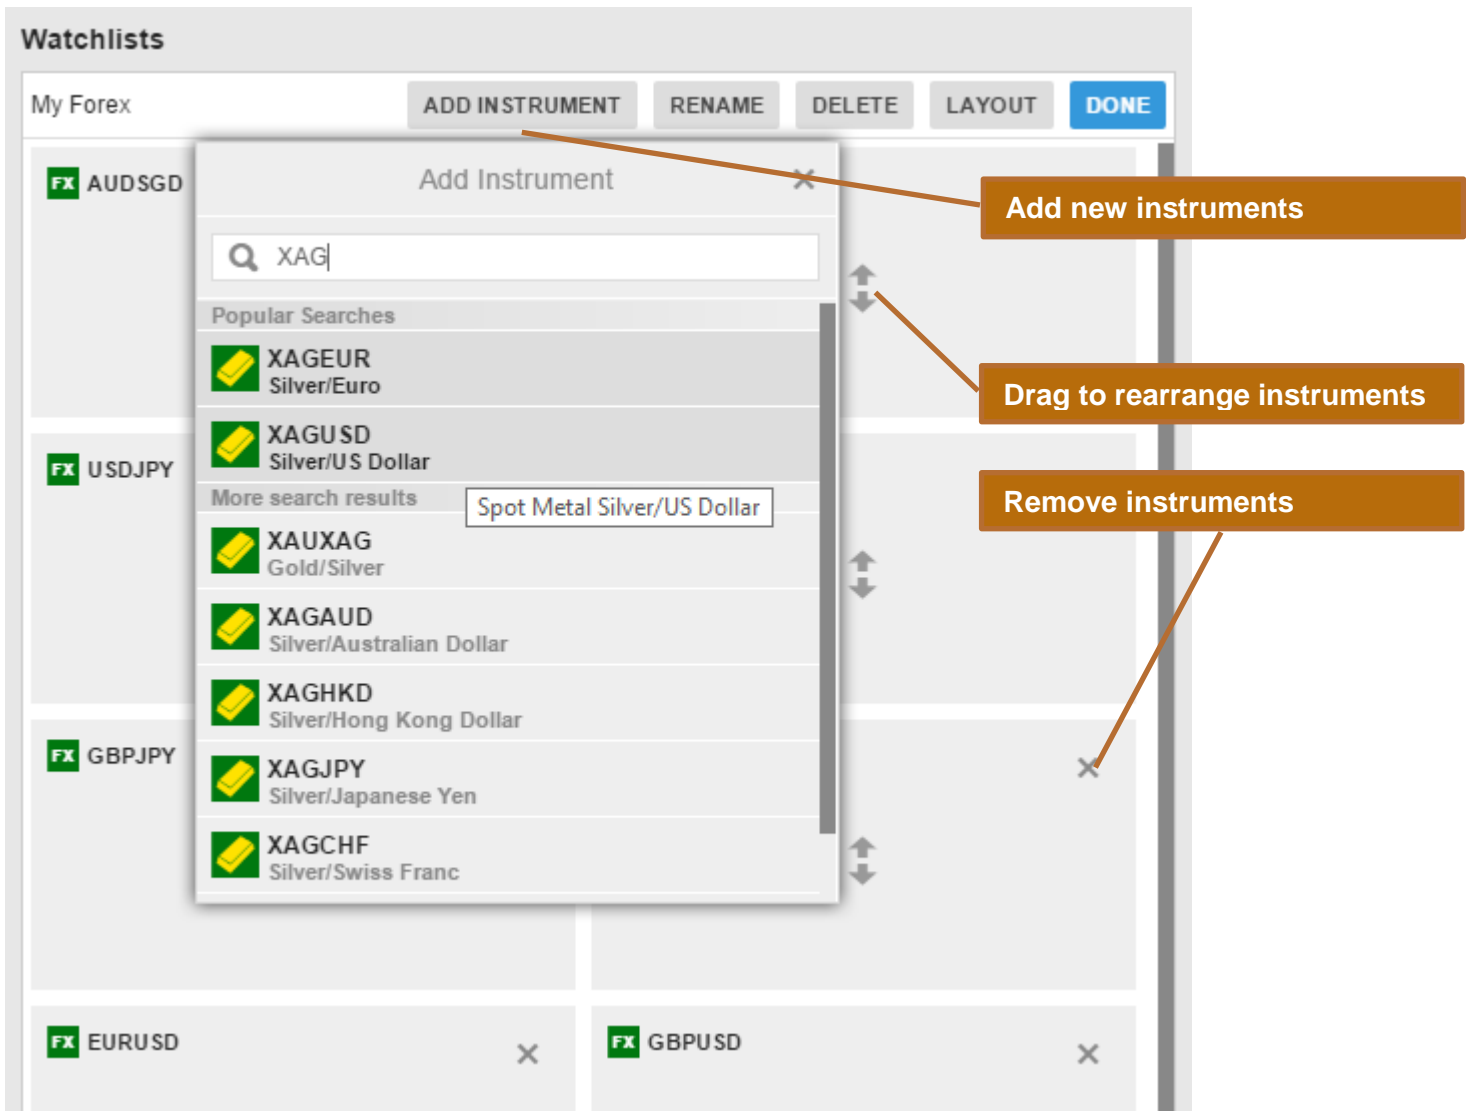 Watchlists
My Forex
ADD INSTRUMENT
RENAME
DELETE
LAYOUT
DONE
FX AUDSGD
Add Instrument
Add new instruments
XAG
Popular Searches
XAGEUR
Silver/Euro
Drag to rearrange instruments
XAGUSD
Silver/US Dollar
FX USDJPY
More search results
Spot Metal Silver/US Dollar
Remove instruments
XAUXAG
Gold/Silver
XAGAUD
Silver/Australian Dollar
XAGHKD
Silver/Hong Kong Dollar
FX GBPJPY
XAGJPY
Silver/Japanese Yen
XAGCHF
Silver/Swiss Franc
FX EURUSD
FX GBPUSD